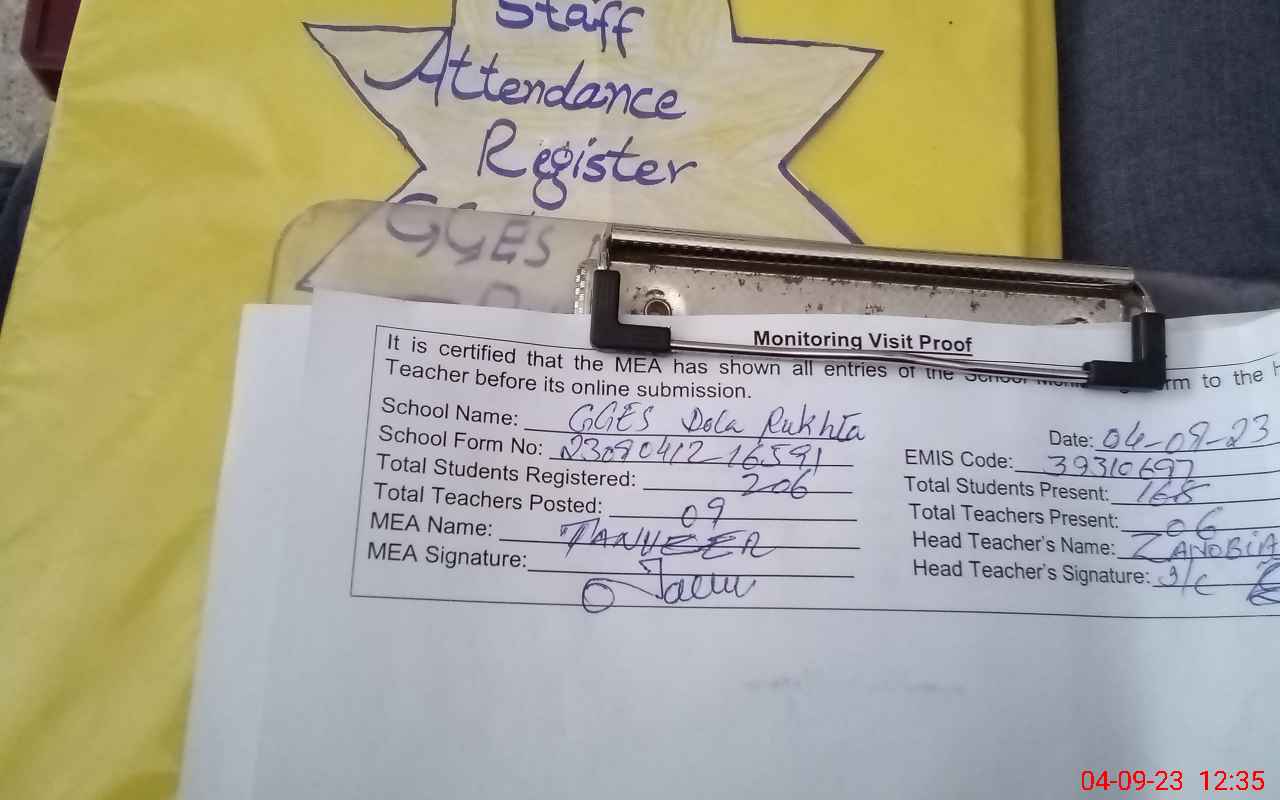 Staff
Attendance
Register
GGES
Monitoring Visit Proof
It is certified that the MEA has shown all entries of the School to the
Teacher before its online submission.
School Name: GGES Dola Rukhta
Date: 04-09-23
School Form No: 23090412-16591
EMIS Code: 39310697
Total Students Registered: 206
Total Students Present: 168
Total Teachers Posted: 09
Total Teachers Present: 06
MEA Name: TANVEER
Head Teacher's Name: ZANOBIA
MEA Signature:
Head Teacher's Signature: I/C
04-09-23 12:35